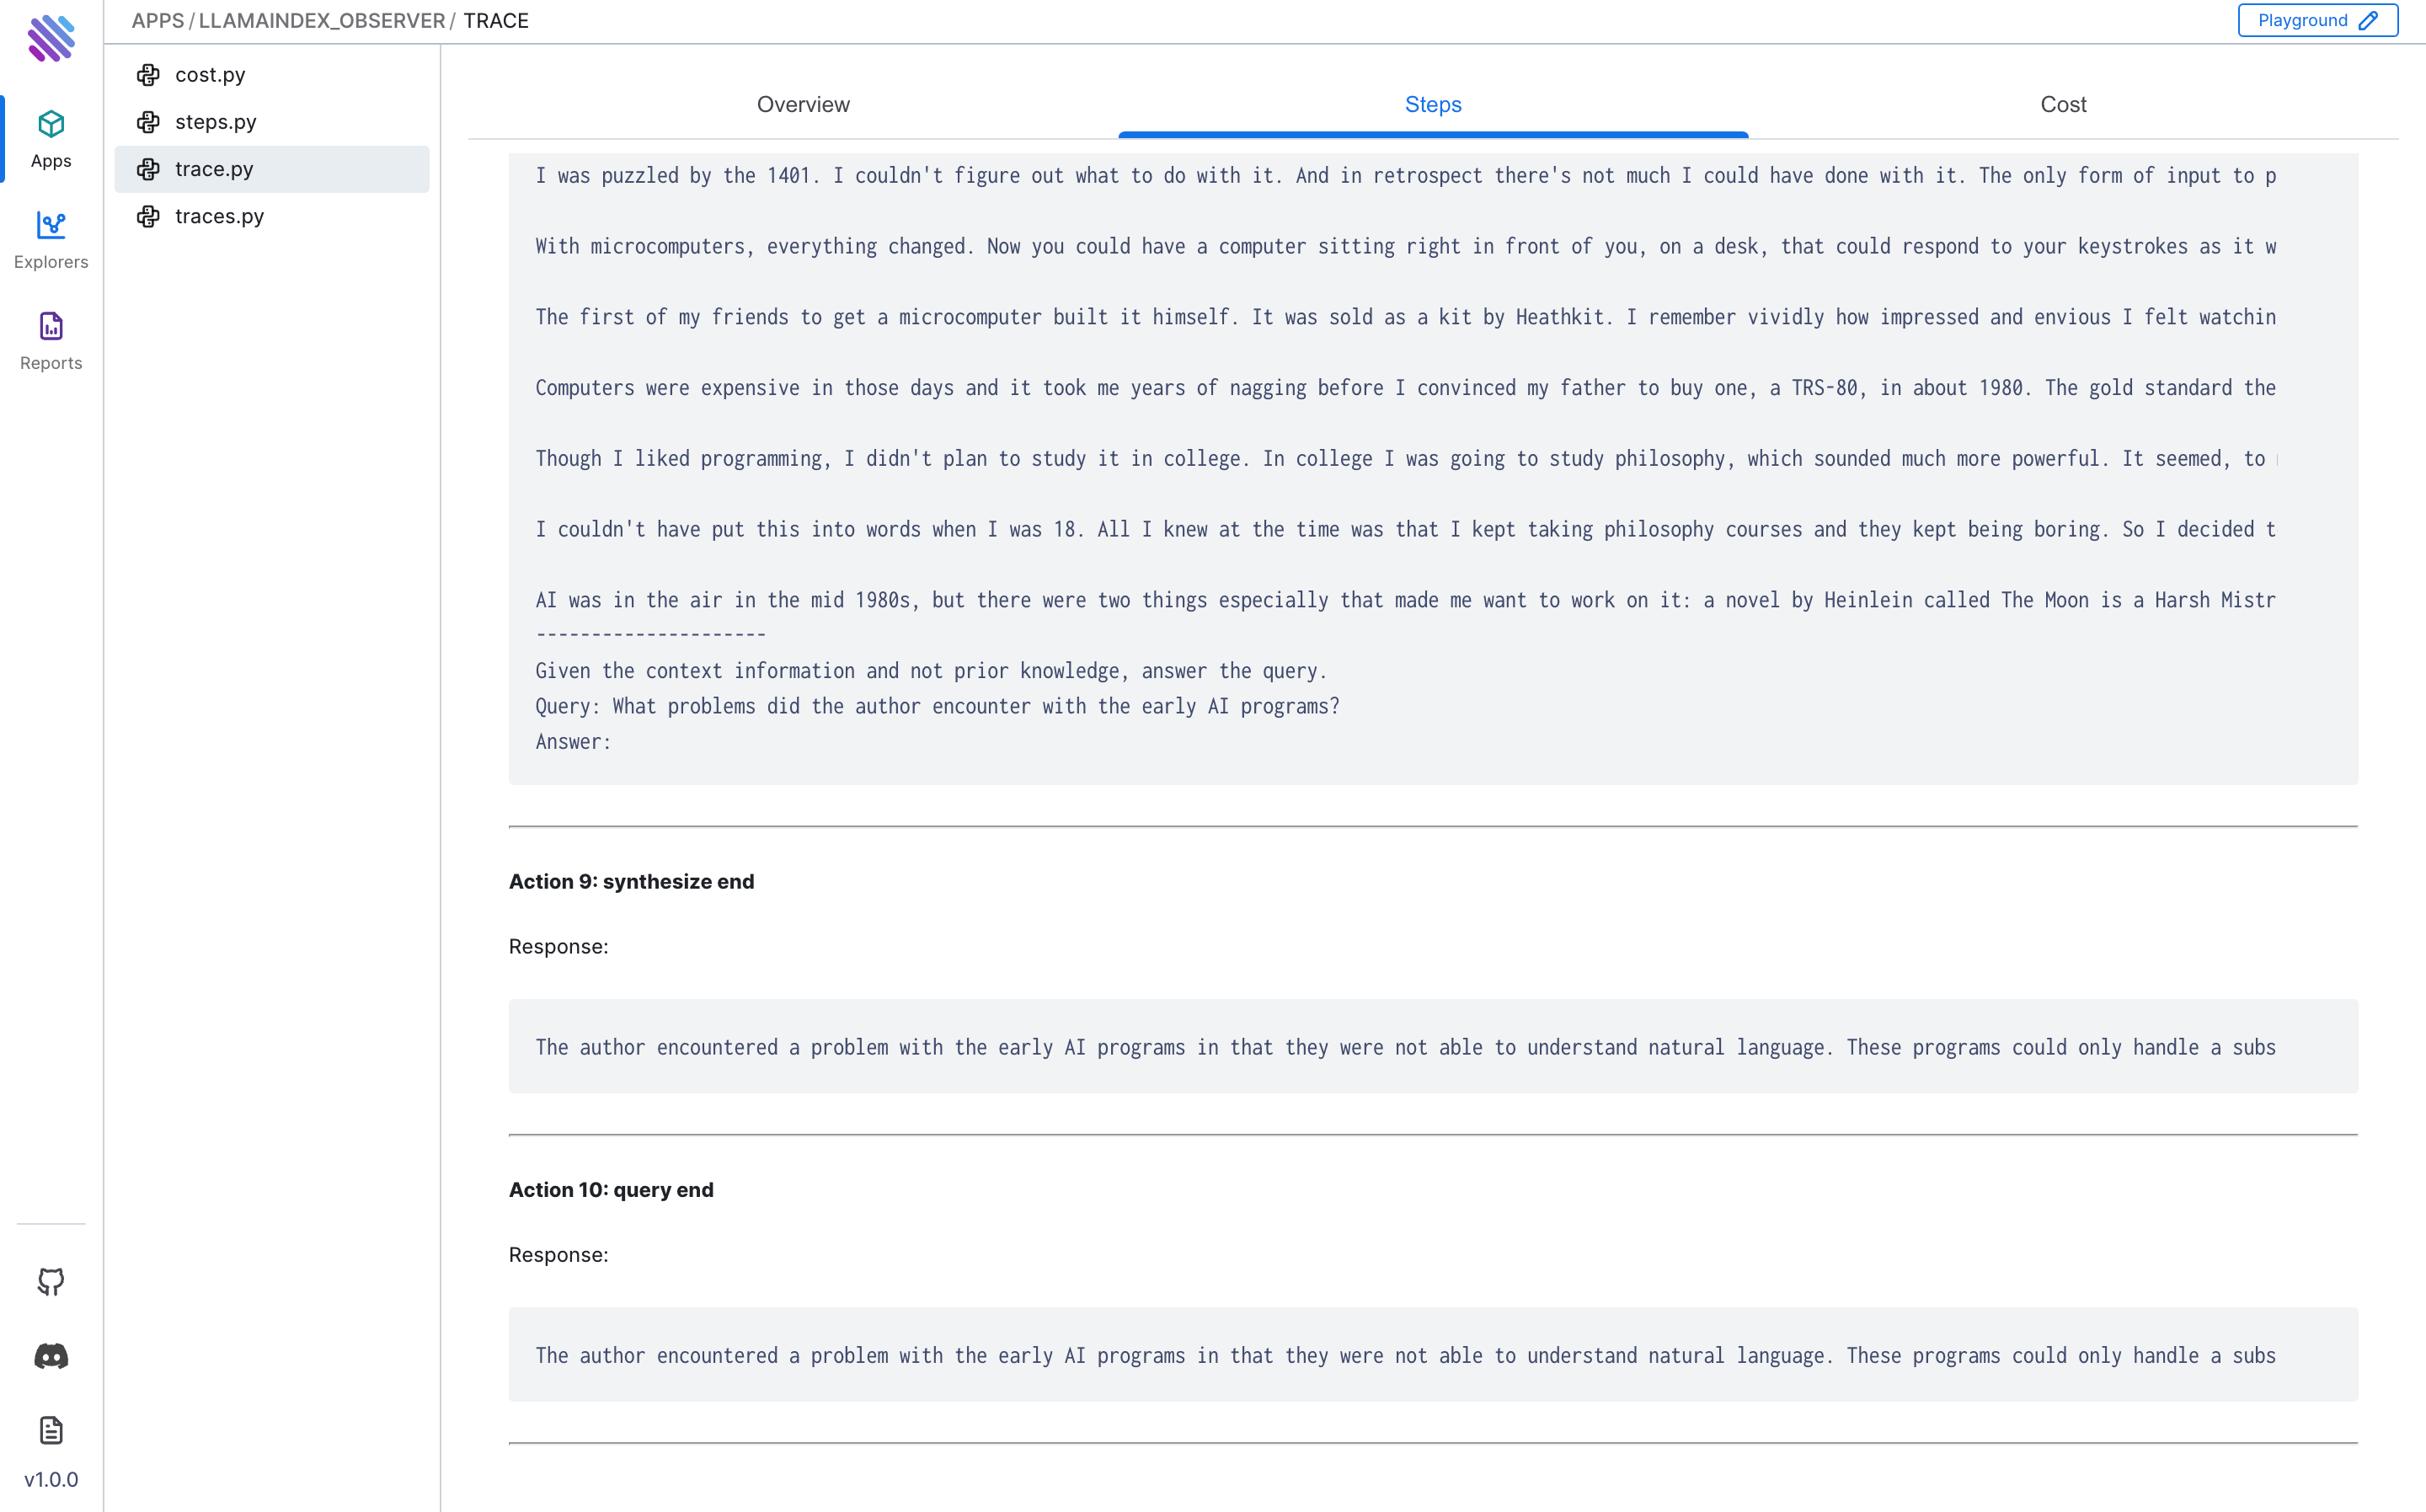 APPS / LLAMAINDEX_OBSERVER / TRACE
Playground
Apps
Explorers
Reports
v1.0.0
cost.py
steps.py
trace.py
traces.py
Overview
Steps
Cost
I was puzzled by the 1401. I couldn't figure out what to do with it. And in retrospect there's not much I could have done with it. The only form of input to p
With microcomputers, everything changed. Now you could have a computer sitting right in front of you, on a desk, that could respond to your keystrokes as it w
The first of my friends to get a microcomputer built it himself. It was sold as a kit by Heathkit. I remember vividly how impressed and envious I felt watchin
Computers were expensive in those days and it took me years of nagging before I convinced my father to buy one, a TRS-80, in about 1980. The gold standard the
Though I liked programming, I didn't plan to study it in college. In college I was going to study philosophy, which sounded much more powerful. It seemed, to
I couldn't have put this into words when I was 18. All I knew at the time was that I kept taking philosophy courses and they kept being boring. So I decided t
AI was in the air in the mid 1980s, but there were two things especially that made me want to work on it: a novel by Heinlein called The Moon is a Harsh Mistr
---------------------
Given the context information and not prior knowledge, answer the query.
Query: What problems did the author encounter with the early AI programs?
Answer:
Action 9: synthesize end
Response:
The author encountered a problem with the early AI programs in that they were not able to understand natural language. These programs could only handle a subs
Action 10: query end
Response:
The author encountered a problem with the early AI programs in that they were not able to understand natural language. These programs could only handle a subs